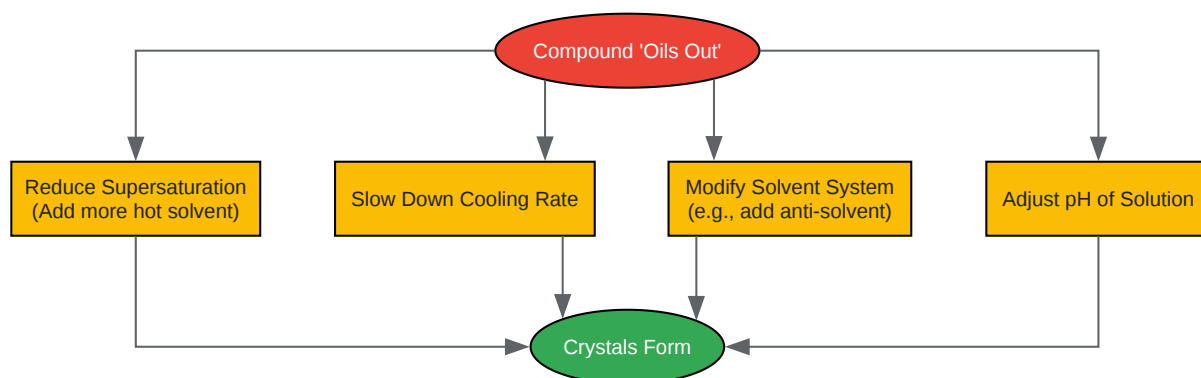 Compound 'Oils Out'
Reduce Supersaturation
(Add more hot solvent)
Slow Down Cooling Rate
Modify Solvent System
(e.g., add anti-solvent)
Adjust pH of Solution
Crystals Form